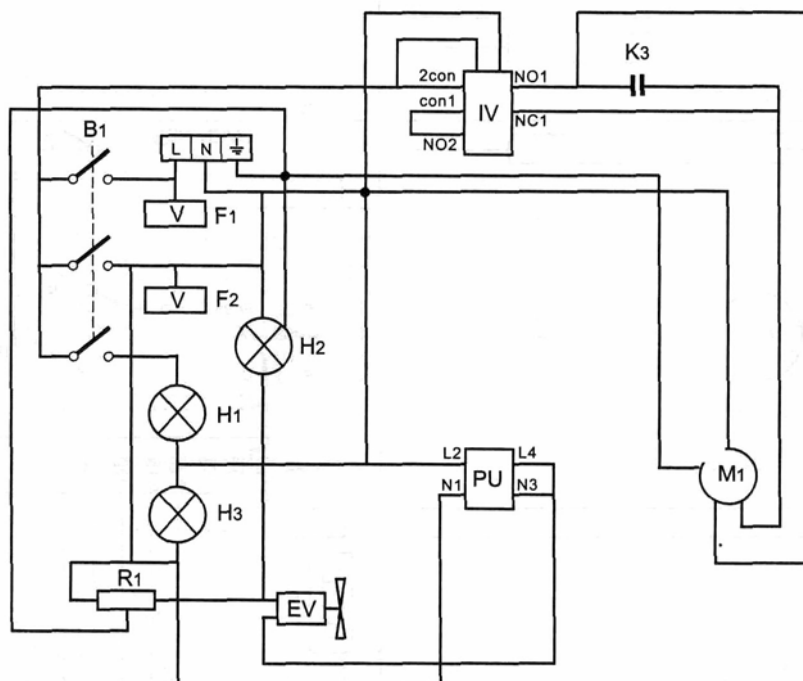 K3
2con NO1
con1
IV
NC1
NO2
B1
L N
V F1
V F2
H2
H1
L2 L4
PU
N1 N3
M1
H3
R1
EV